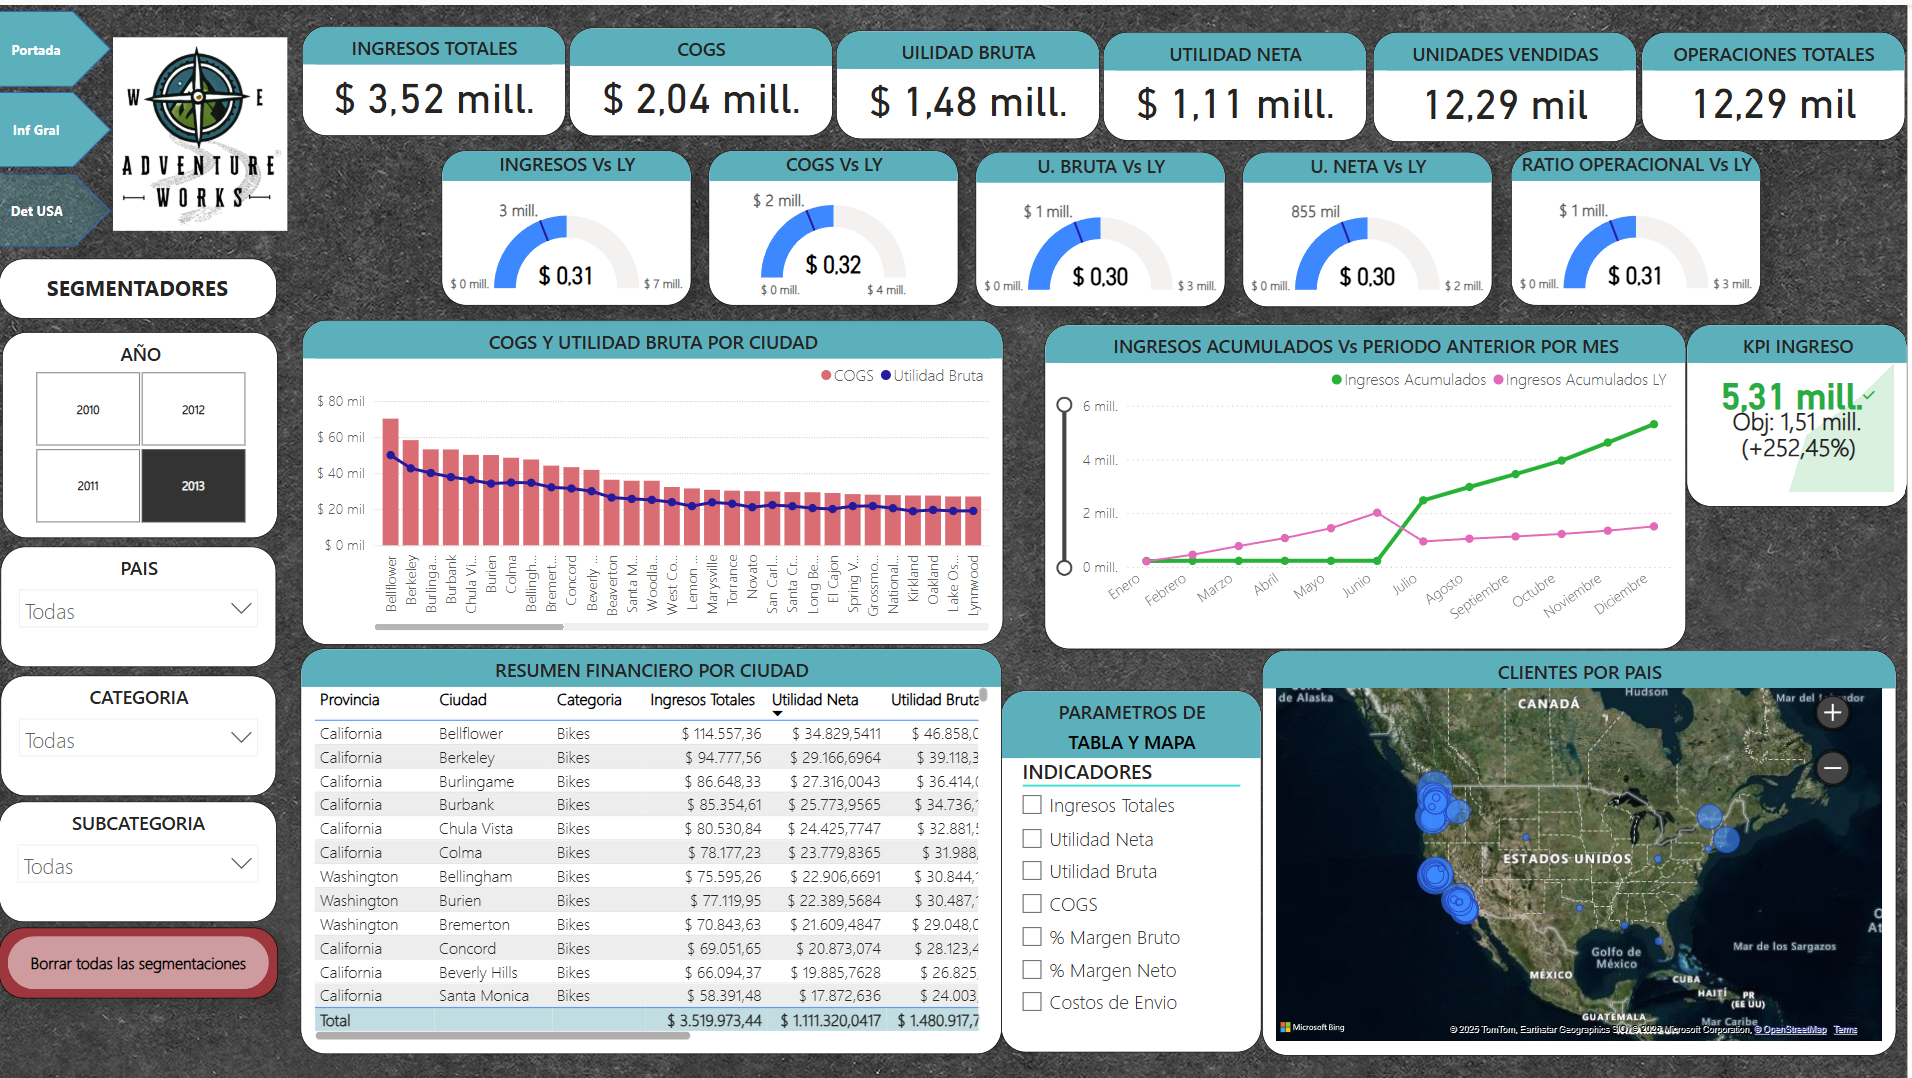 Portada
Inf Gral
Det USA
W E
ADVENTURE
WORKS
INGRESOS TOTALES
$ 3,52 mill.
COGS
$ 2,04 mill.
UILIDAD BRUTA
$ 1,48 mill.
UTILIDAD NETA
$ 1,11 mill.
UNIDADES VENDIDAS
12,29 mil
OPERACIONES TOTALES
12,29 mil
INGRESOS Vs LY
3 mill.
$ 0,31
$ 0 mill.
$ 7 mill.
COGS Vs LY
$ 2 mill.
$ 0,32
$ 0 mill.
$ 4 mill.
U. BRUTA Vs LY
$ 1 mill.
$ 0,30
$ 0 mill.
$ 3 mill.
U. NETA Vs LY
855 mil
$ 0,30
$ 0 mill.
$ 2 mill.
RATIO OPERACIONAL Vs LY
$ 1 mill.
$ 0,31
$ 0 mill.
$ 3 mill.
SEGMENTADORES
AÑO
2010
2012
2011
2013
PAIS
Todas
CATEGORIA
Todas
SUBCATEGORIA
Todas
Borrar todas las segmentaciones
COGS Y UTILIDAD BRUTA POR CIUDAD
COGS Utilidad Bruta
$ 80 mil
$ 60 mil
$ 40 mil
$ 20 mil
$ 0 mil
Bellflower
Berkeley
Burlinga...
Burbank
Chula Vi...
Burien
Colma
Bellingh...
Bremert...
Concord
Beverly ...
Beaverton
Santa M...
Woodla...
West Co...
Lemon ...
Marysville
Torrance
Novato
San Carl...
Santa Cr...
Long Be...
El Cajon
Spring V...
Grossmo...
National...
Kirkland
Oakland
Lake Os...
Lynnwood
INGRESOS ACUMULADOS Vs PERIODO ANTERIOR POR MES
Ingresos Acumulados Ingresos Acumulados LY
6 mill.
4 mill.
2 mill.
0 mill.
Enero
Febrero
Marzo
Abril
Mayo
Junio
Julio
Agosto
Septiembre
Octubre
Noviembre
Diciembre
KPI INGRESO
5,31 mill.
Obj: 1,51 mill.
(+252,45%)
RESUMEN FINANCIERO POR CIUDAD
Provincia Ciudad Categoria Ingresos Totales Utilidad Neta Utilidad Bruta
California Bellflower Bikes $ 114.557,36 $ 34.829,5411 $ 46.858,0
California Berkeley Bikes $ 94.777,56 $ 29.166,6964 $ 39.118,3
California Burlingame Bikes $ 86.648,33 $ 27.316,0043 $ 36.414,0
California Burbank Bikes $ 85.354,61 $ 25.773,9565 $ 34.736,1
California Chula Vista Bikes $ 80.530,84 $ 24.425,7747 $ 32.881,5
California Colma Bikes $ 78.177,23 $ 23.779,8365 $ 31.988,
Washington Bellingham Bikes $ 75.595,26 $ 22.906,6691 $ 30.844,1
Washington Burien Bikes $ 77.119,95 $ 22.389,5684 $ 30.487,
Washington Bremerton Bikes $ 70.843,63 $ 21.609,4847 $ 29.048,0
California Concord Bikes $ 69.051,65 $ 20.873,074 $ 28.123,4
California Beverly Hills Bikes $ 66.094,37 $ 19.885,7628 $ 26.825,
California Santa Monica Bikes $ 58.391,48 $ 17.872,636 $ 24.003,
Total $ 3.519.973,44 $ 1.111.320,0417 $ 1.480.917,7
PARAMETROS DE
TABLA Y MAPA
INDICADORES
Ingresos Totales
Utilidad Neta
Utilidad Bruta
COGS
% Margen Bruto
% Margen Neto
Costos de Envio
CLIENTES POR PAIS
de Alaska
Hudson
Mar del
CANADÁ
ESTADOS UNIDOS
Golfo de
México
Mar de los Sargazos
MÉXICO
CUBA
HAITÍ
PR
(EE UU)
GUATEMALA
Mar Caribe
Microsoft Bing
© 2025 TomTom, Earthstar Geographics SIO, © 2025 Microsoft Corporation, © OpenStreetMap Terms